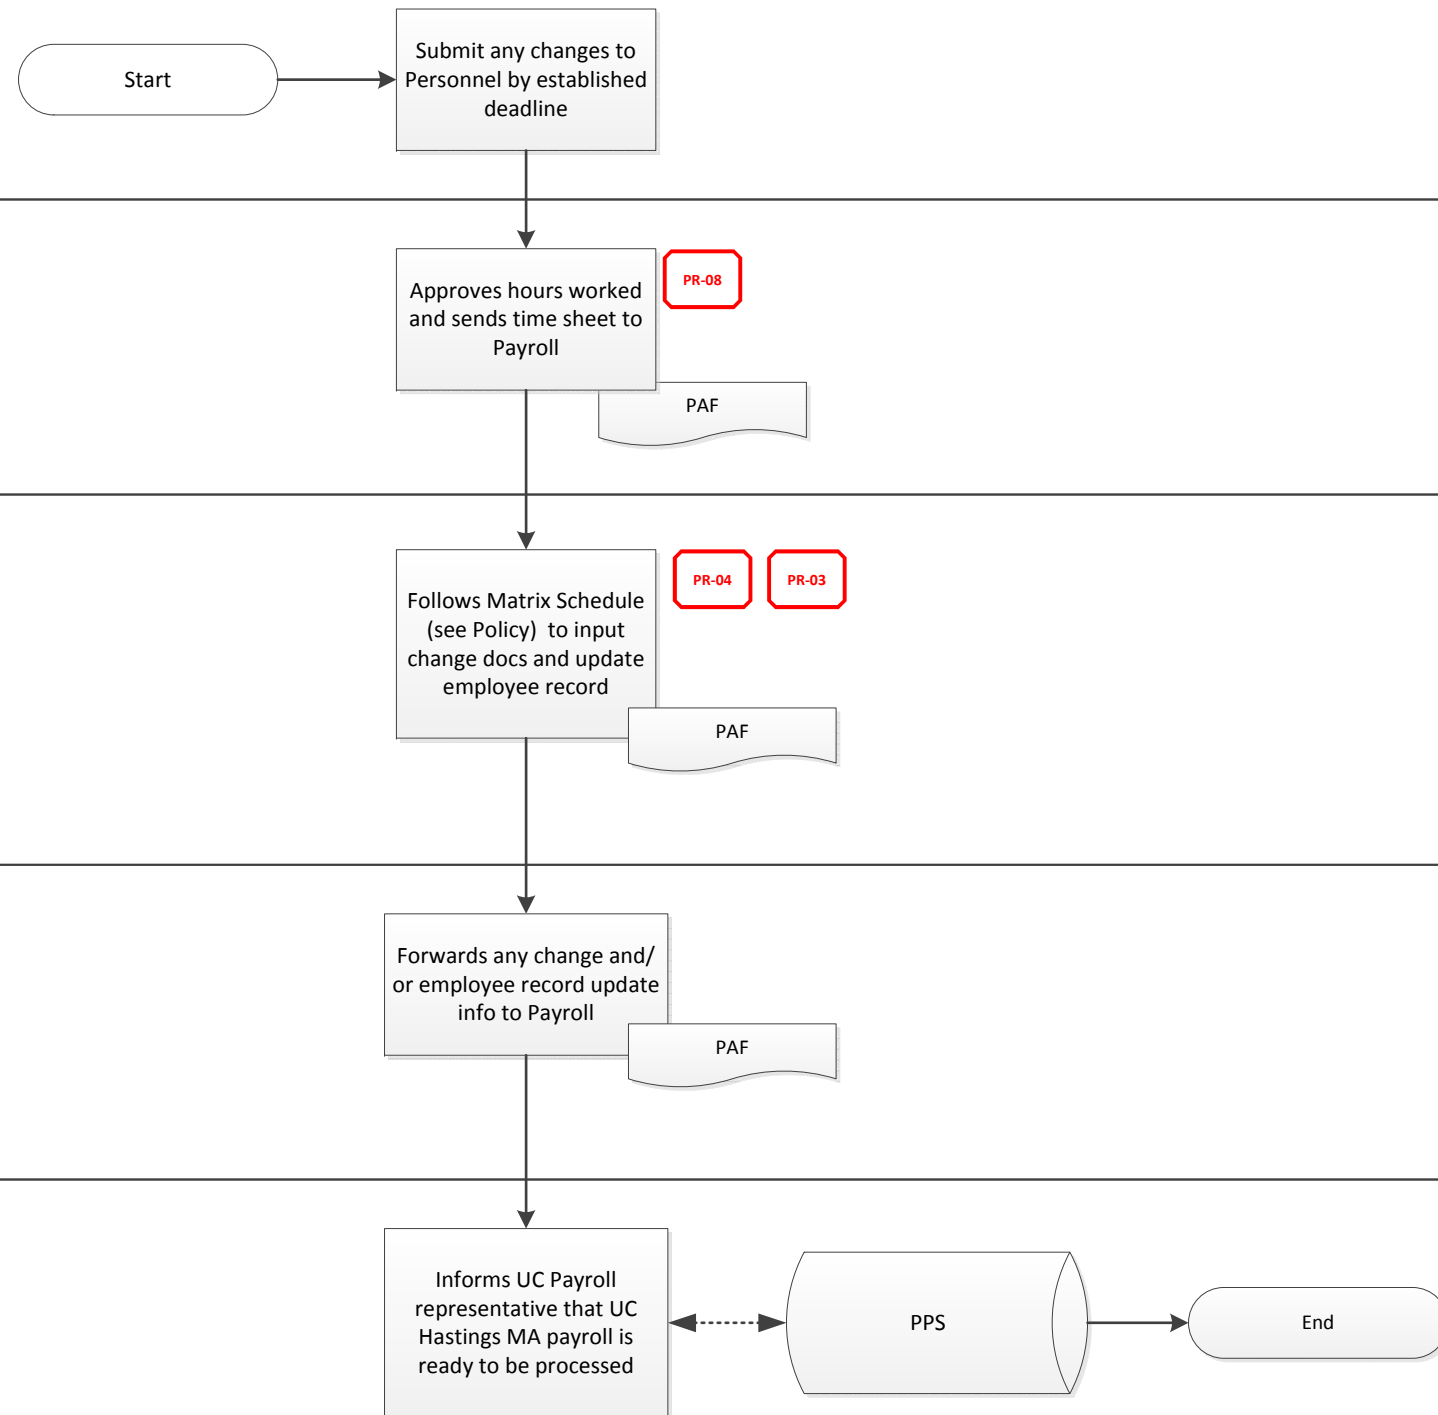 Start
Submit any changes to
Personnel by established
deadline
Approves hours worked
and sends time sheet to
Payroll
PR-08
PAF
Follows Matrix Schedule
(see Policy)  to input
change docs and update
employee record
PR-04
PR-03
PAF
Forwards any change and/
or employee record update
info to Payroll
PAF
Informs UC Payroll
representative that UC
Hastings MA payroll is
ready to be processed
PPS
End